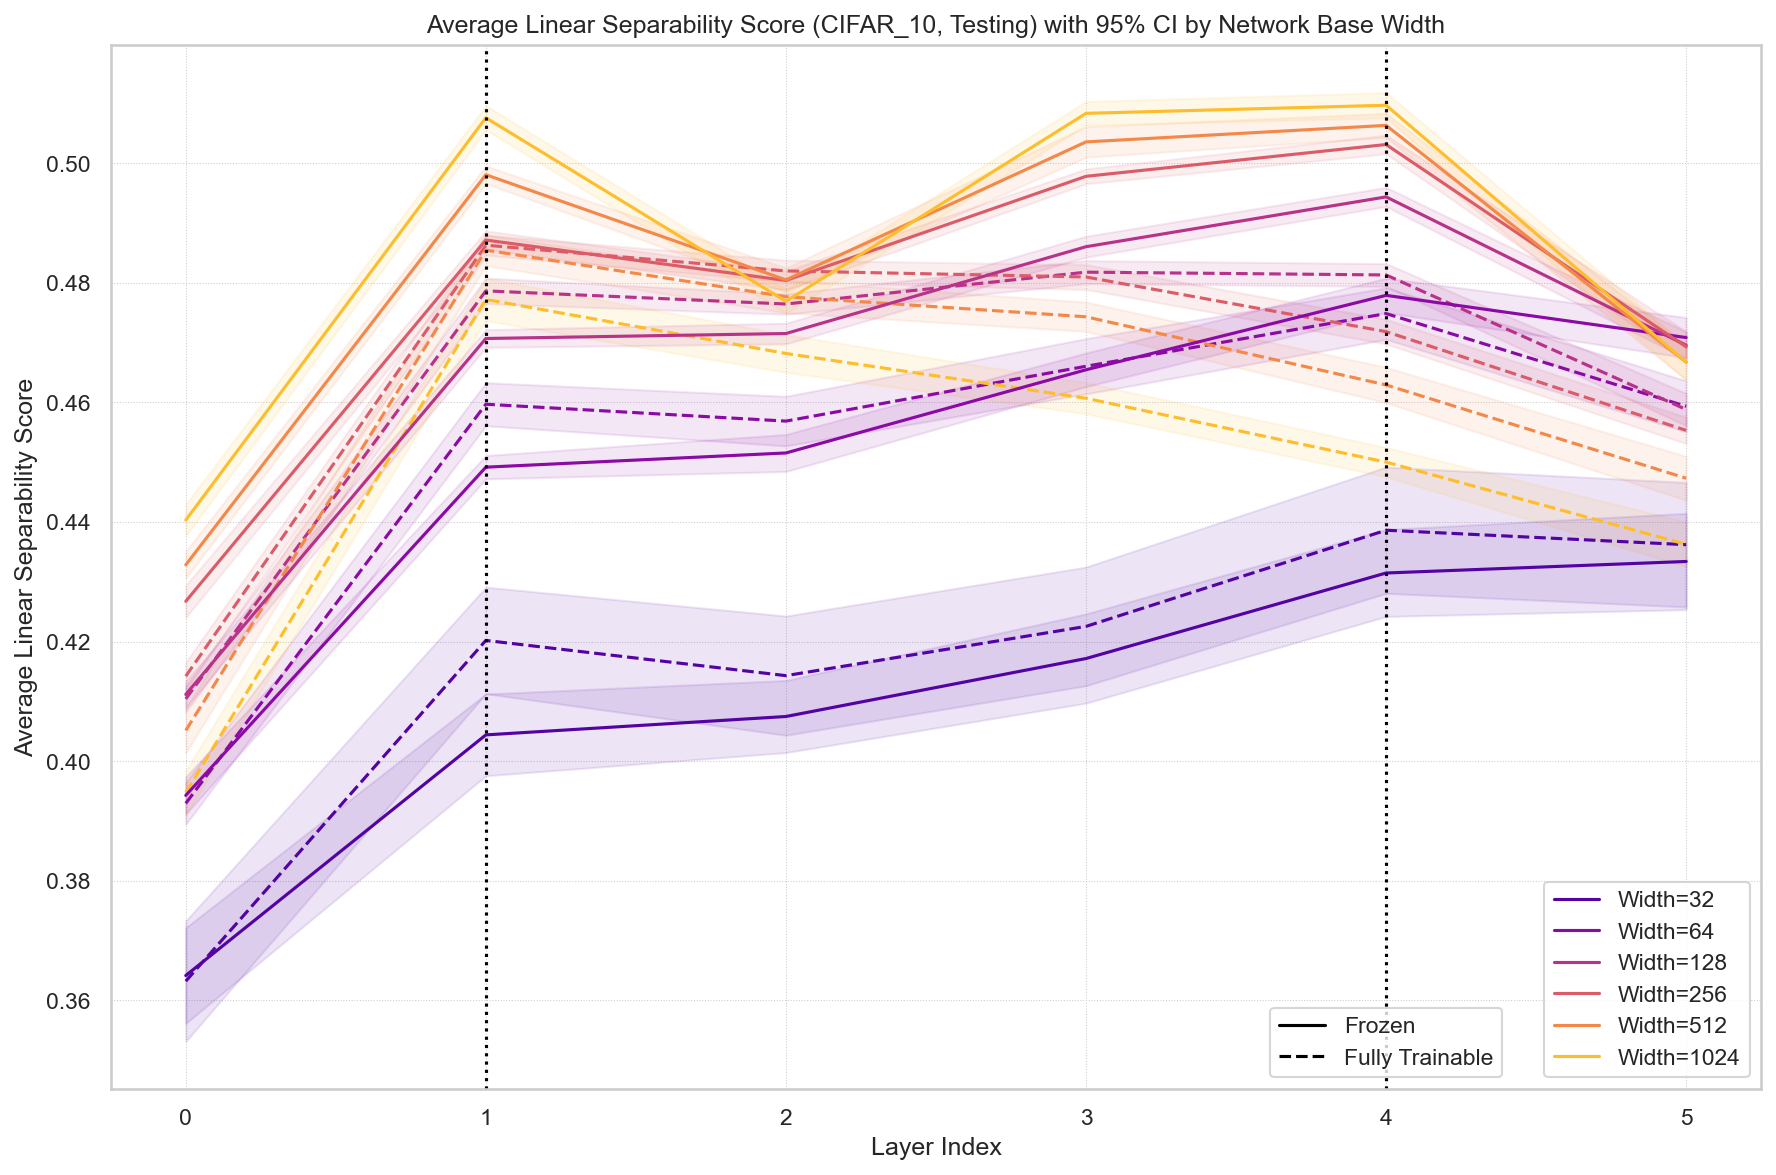 Average Linear Separability Score (CIFAR_10, Testing) with 95% CI by Network Base Width
Average Linear Separability Score
0.50
0.48
0.46
0.44
0.42
0.40
0.38
0.36
Width=32
Width=64
Width=128
Width=256
Width=512
Width=1024
Frozen
Fully Trainable
0 1 2 3 4 5
Layer Index